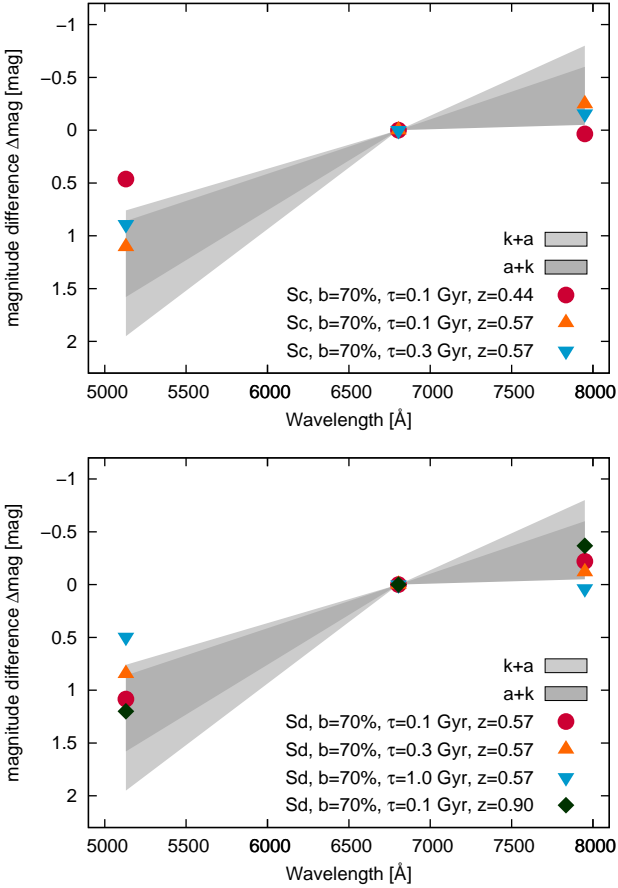 −1
−0.5
0
0.5
1
1.5
2
magnitude difference Δmag [mag]
k+a
a+k
Sc, b=70%, τ=0.1 Gyr, z=0.44
Sc, b=70%, τ=0.1 Gyr, z=0.57
Sc, b=70%, τ=0.3 Gyr, z=0.57
5000 5500 6000 6500 7000 7500 8000
Wavelength [Å]
−1
−0.5
0
0.5
1
1.5
2
magnitude difference Δmag [mag]
k+a
a+k
Sd, b=70%, τ=0.1 Gyr, z=0.57
Sd, b=70%, τ=0.3 Gyr, z=0.57
Sd, b=70%, τ=1.0 Gyr, z=0.57
Sd, b=70%, τ=0.1 Gyr, z=0.90
5000 5500 6000 6500 7000 7500 8000
Wavelength [Å]